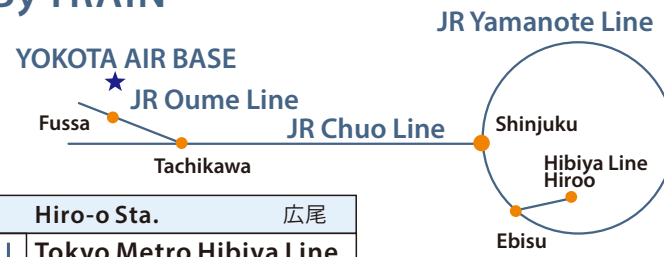 By TRAIN
JR Yamanote Line
YOKOTA AIR BASE
JR Oume Line
Fussa
JR Chuo Line
Shinjuku
Tachikawa
Hibiya Line
Hiroo
Ebisu
Hiro-o Sta. 広尾
Tokyo Metro Hibiya Line